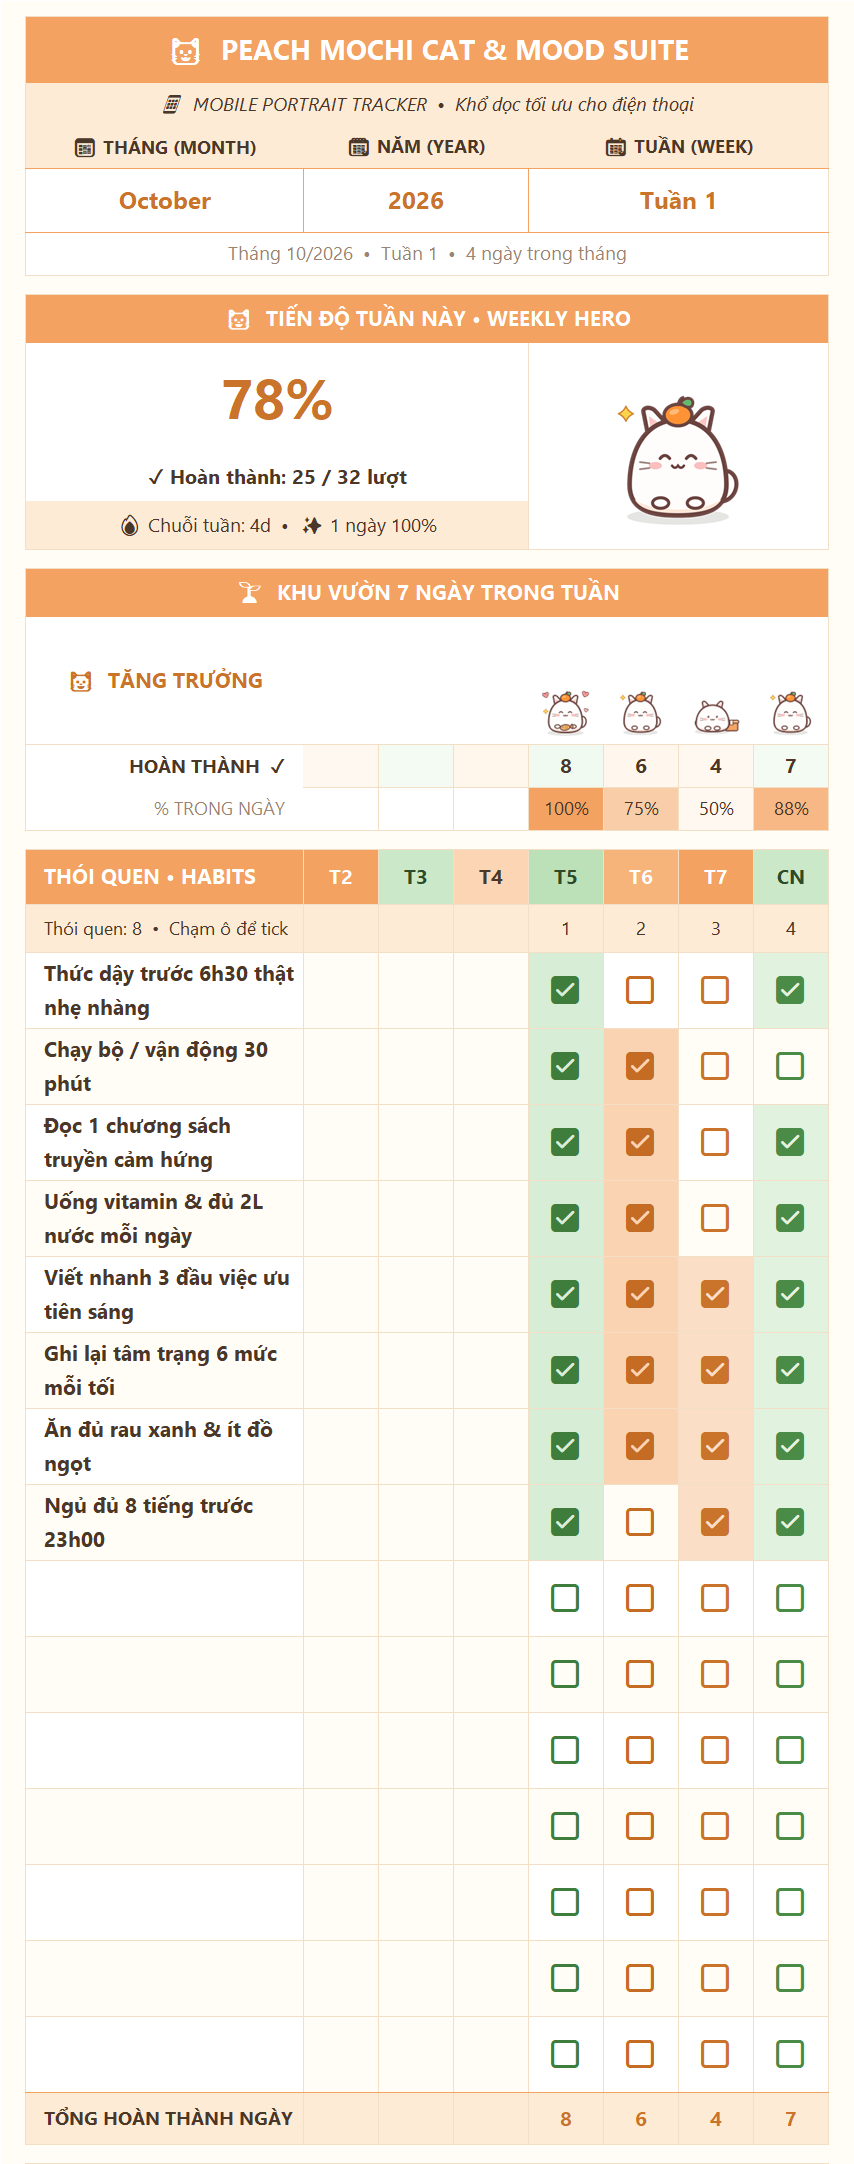 PEACH MOCHI CAT & MOOD SUITE
MOBILE PORTRAIT TRACKER • Khổ dọc tối ưu cho điện thoại
THÁNG (MONTH) NĂM (YEAR) TUẦN (WEEK)
October 2026 Tuần 1
Tháng 10/2026 • Tuần 1 • 4 ngày trong tháng
TIẾN ĐỘ TUẦN NÀY • WEEKLY HERO
78%
✓ Hoàn thành: 25 / 32 lượt
Chuỗi tuần: 4d • 1 ngày 100%
KHU VƯỜN 7 NGÀY TRONG TUẦN
TĂNG TRƯỞNG
HOÀN THÀNH ✓ 8 6 4 7
% TRONG NGÀY 100% 75% 50% 88%
THÓI QUEN • HABITS T2 T3 T4 T5 T6 T7 CN
Thói quen: 8 • Chạm ô để tick 1 2 3 4
Thức dậy trước 6h30 thật
nhẹ nhàng
Chạy bộ / vận động 30
phút
Đọc 1 chương sách
truyền cảm hứng
Uống vitamin & đủ 2L
nước mỗi ngày
Viết nhanh 3 đầu việc ưu
tiên sáng
Ghi lại tâm trạng 6 mức
mỗi tối
Ăn đủ rau xanh & ít đồ
ngọt
Ngủ đủ 8 tiếng trước
23h00
TỔNG HOÀN THÀNH NGÀY 8 6 4 7